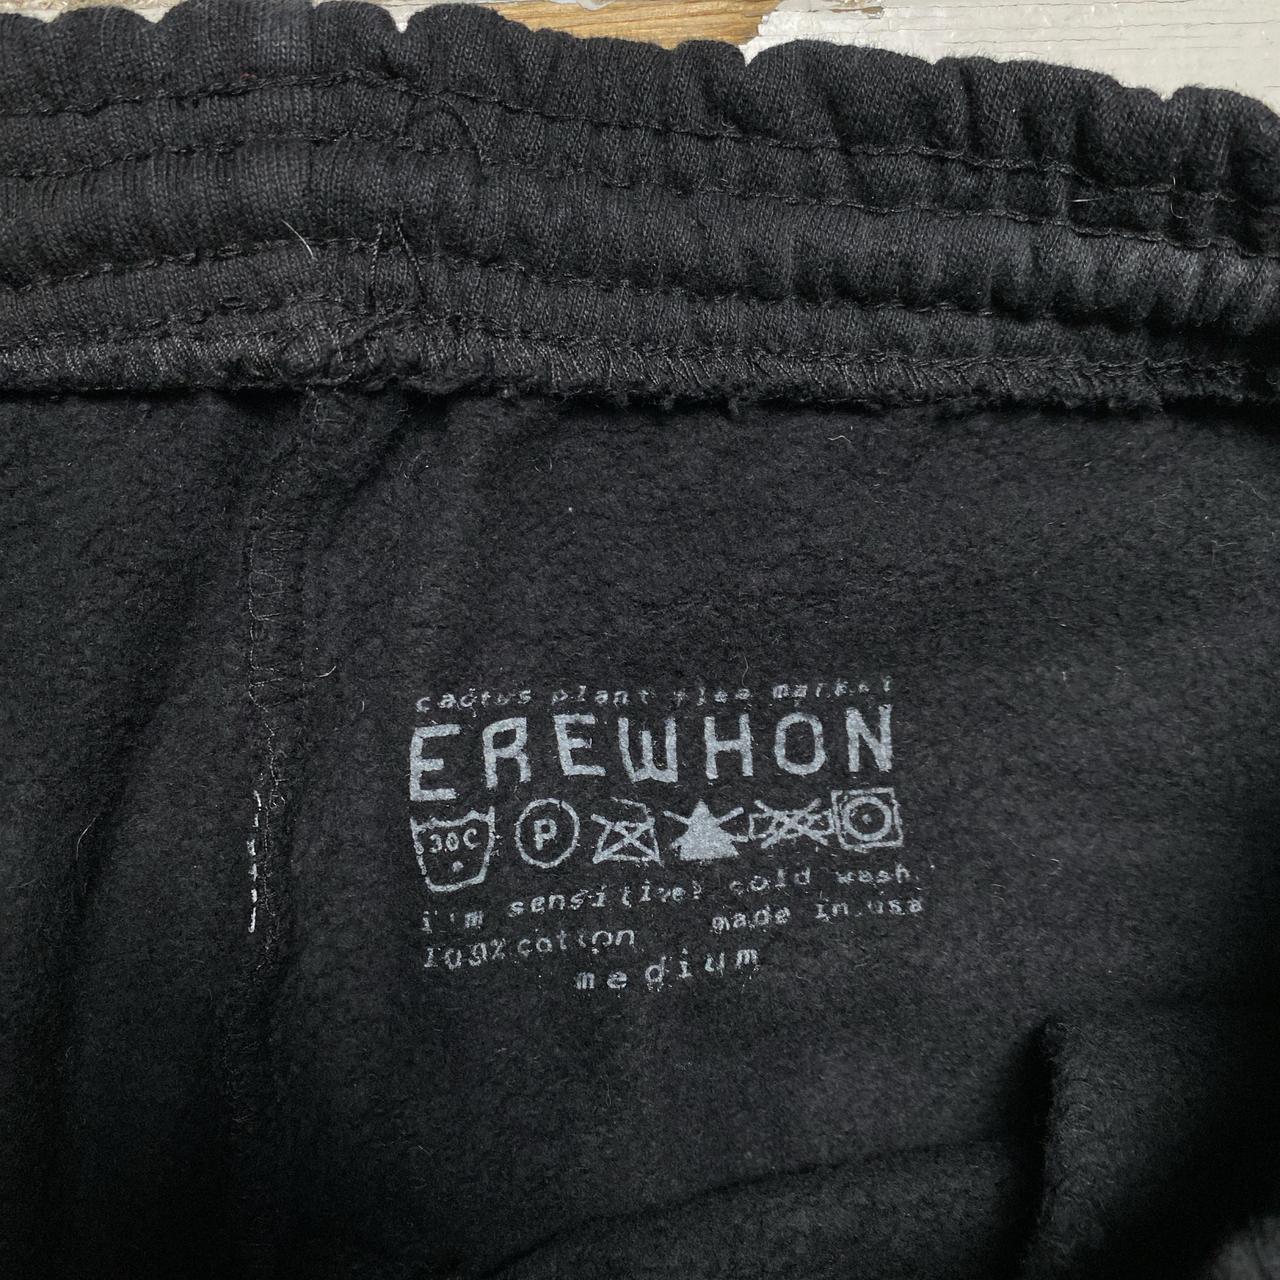 cactus plant flea market
EREWHON
30C P
i'm sensitive! cold wash.
100% cotton made in usa
medium